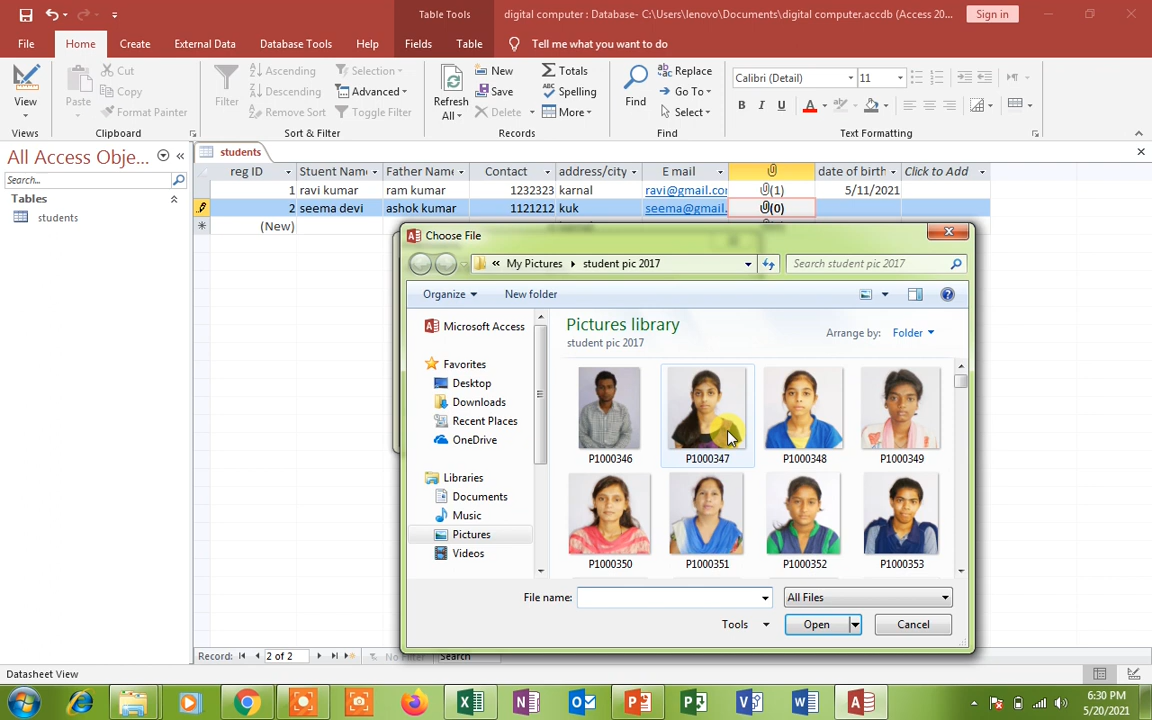 Table Tools
digital computer : Database- C:\Users\lenovo\Documents\digital computer.accdb (Access 20...
Sign in
File
Home
Create
External Data
Database Tools
Help
Fields
Table
Tell me what you want to do
View
Views
Paste
Cut
Copy
Format Painter
Clipboard
Filter
Ascending
Descending
Remove Sort
Selection
Advanced
Toggle Filter
Sort & Filter
Refresh
All
New
Save
Delete
Totals
Spelling
More
Records
Find
Replace
Go To
Select
Find
Calibri (Detail)
11
B I U A
Text Formatting
All Access Obje...
Search...
Tables
students
students
reg ID Stuent Nam Father Nam Contact address/city E mail date of birth Click to Add
1 ravi kumar ram kumar 1232323 karnal ravi@gmail.com (1) 5/11/2021
2 seema devi ashok kumar 1121212 kuk seema@gmail. (0)
(New)
Choose File
« My Pictures student pic 2017
Search student pic 2017
Organize
New folder
Microsoft Access
Favorites
Desktop
Downloads
Recent Places
OneDrive
Libraries
Documents
Music
Pictures
Videos
Pictures library
student pic 2017
Arrange by: Folder
P1000346
P1000347
P1000348
P1000349
P1000350
P1000351
P1000352
P1000353
File name:
All Files
Tools
Open
Cancel
Record: 2 of 2 No Filter Search
Datasheet View
6:30 PM
5/20/2021